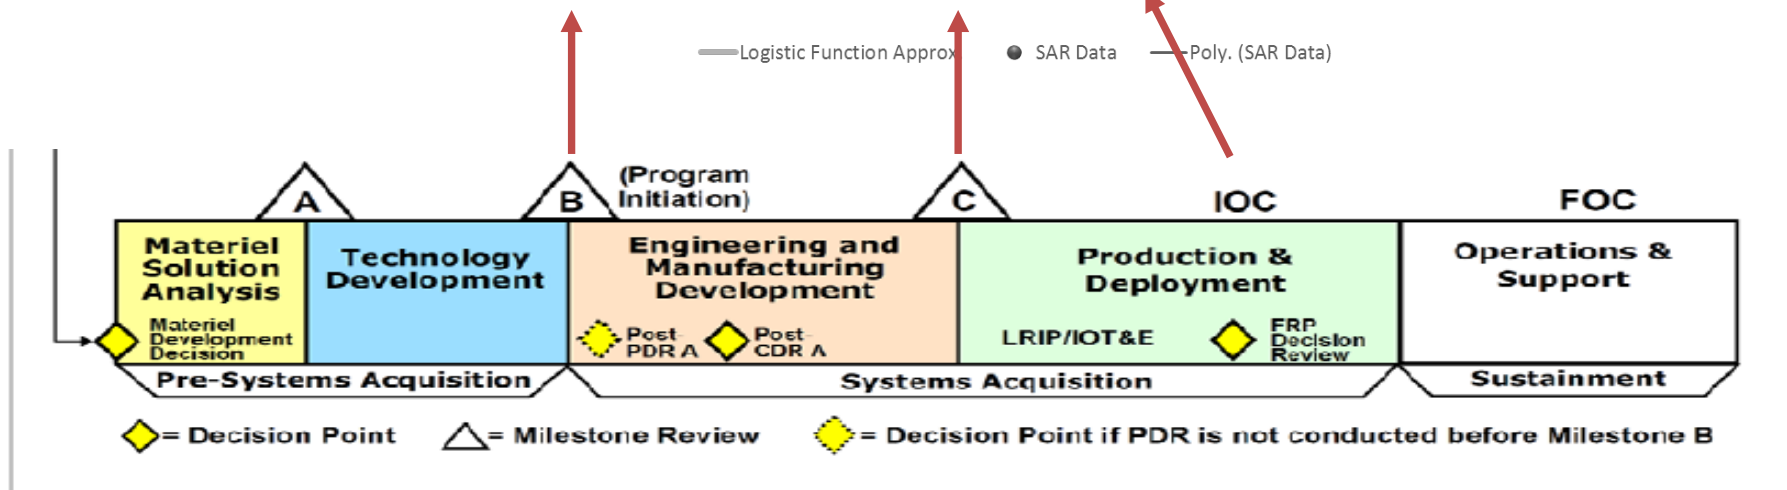 Logistic Function Approx
SAR Data
Poly. (SAR Data)
A
B
(Program
Initiation)
C
IOC
FOC
Materiel
Solution
Analysis
Materiel
Development
Decision
Technology
Development
Engineering and
Manufacturing
Development
Post-
PDR A
Post-
CDR A
Production &
Deployment
LRIP/IOT&E
FRP
Decision
Review
Operations &
Support
Pre-Systems Acquisition
Systems Acquisition
Sustainment
= Decision Point
= Milestone Review
= Decision Point if PDR is not conducted before Milestone B